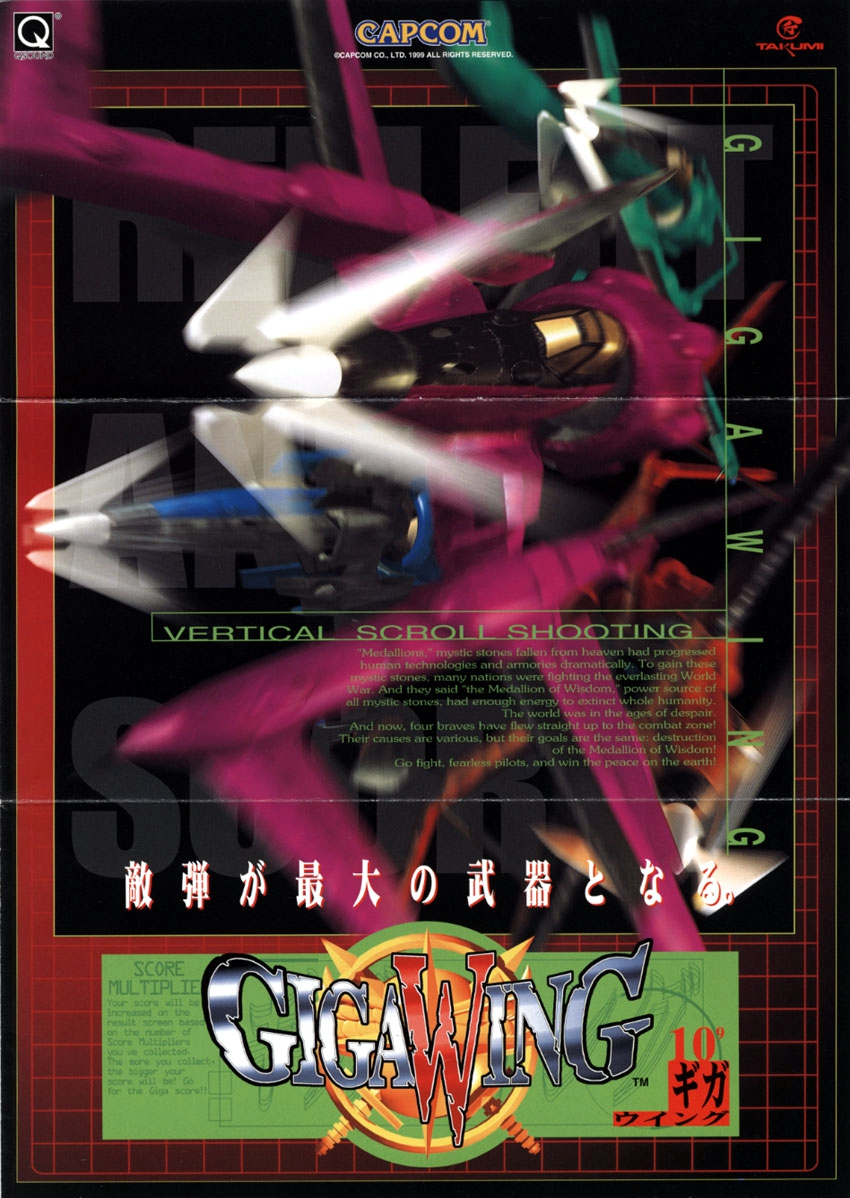 Q
®
QSOUND
CAPCOM®
©CAPCOM CO., LTD. 1999 ALL RIGHTS RESERVED.
TAKUMI
REFLECT
AND
GIGAWING
VERTICAL SCROLL SHOOTING
"Medallions," mystic stones fallen from heaven had progressed
human technologies and armories dramatically. To gain these
mystic stones, many nations were fighting the everlasting World
War. And they said "the Medallion of Wisdom," power source of
all mystic stones, had enough energy to extinct whole humanity.
The world was in the ages of despair.
And now, four braves have flew straight up to the combat zone!
Their causes are various, but their goals are the same: destruction
of the Medallion of Wisdom!
Go fight, fearless pilots, and win the peace on the earth!
敵弾が最大の武器となる。
SCORE
MULTIPLIE
Your score will be
increased on the
result screen based
on the number of
Score Multipliers
you've collected.
The more you collect,
the bigger your
score will be! Go
for the Giga score!!
GIGAWING™
10⁹
ギガ
ウイング